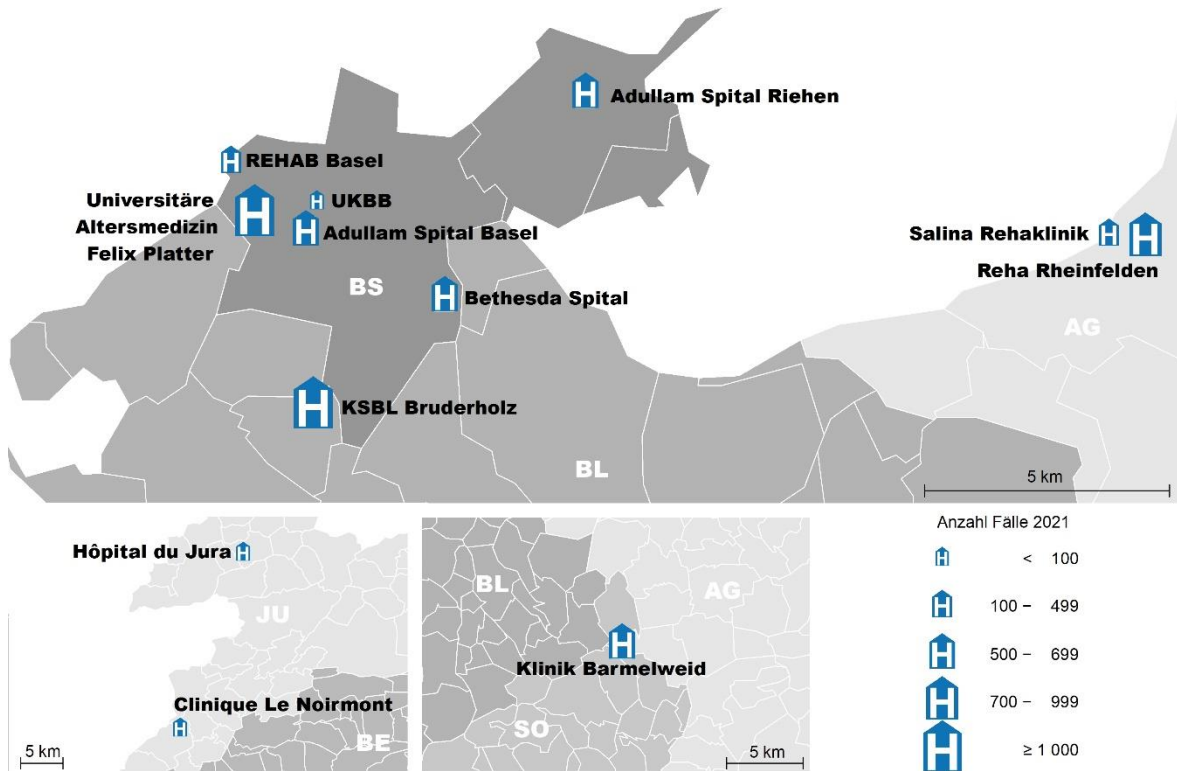 Adullam Spital Riehen
REHAB Basel
UKBB
Universitäre
Altersmedizin
Felix Platter
Adullam Spital Basel
Salina Rehaklinik
Reha Rheinfelden
BS
Bethesda Spital
AG
KSBL Bruderholz
BL
5 km
Hôpital du Jura
JU
Clinique Le Noirmont
BE
5 km
BL
AG
Klinik Barmelweid
SO
5 km
Anzahl Fälle 2021
< 100
100 – 499
500 – 699
700 – 999
≥ 1 000